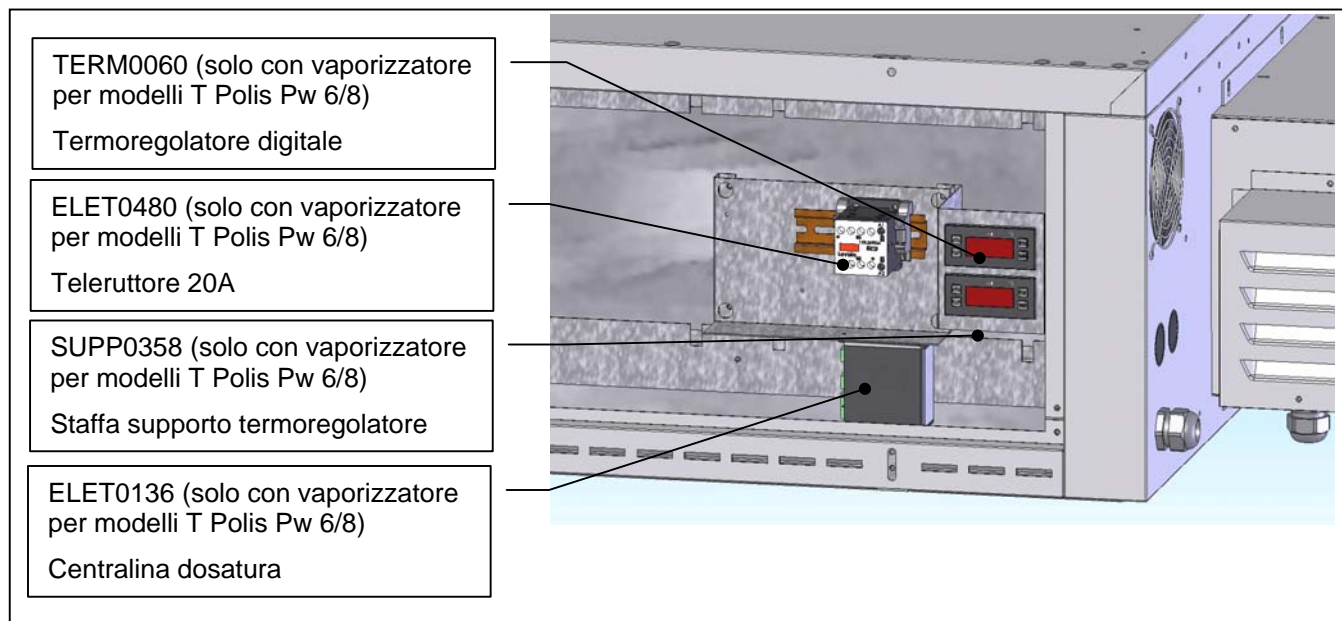 TERM0060 (solo con vaporizzatore
per modelli T Polis Pw 6/8)
Termoregolatore digitale
ELET0480 (solo con vaporizzatore
per modelli T Polis Pw 6/8)
Teleruttore 20A
SUPP0358 (solo con vaporizzatore
per modelli T Polis Pw 6/8)
Staffa supporto termoregolatore
ELET0136 (solo con vaporizzatore
per modelli T Polis Pw 6/8)
Centralina dosatura